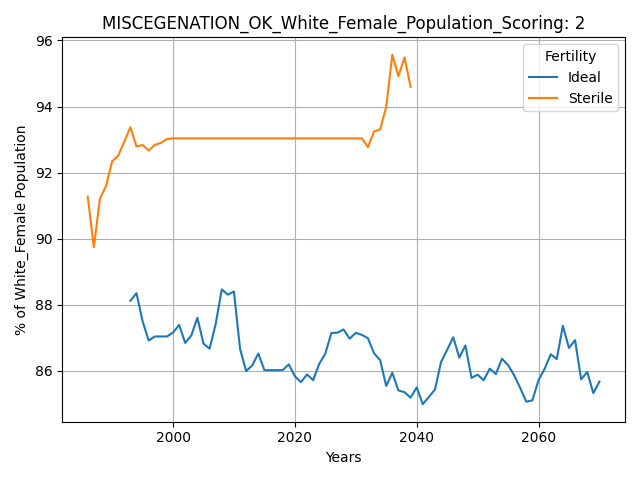 MISCEGENATION_OK_White_Female_Population_Scoring: 2
% of White_Female Population
96
94
92
90
88
86
Fertility
Ideal
Sterile
2000
2020
2040
2060
Years